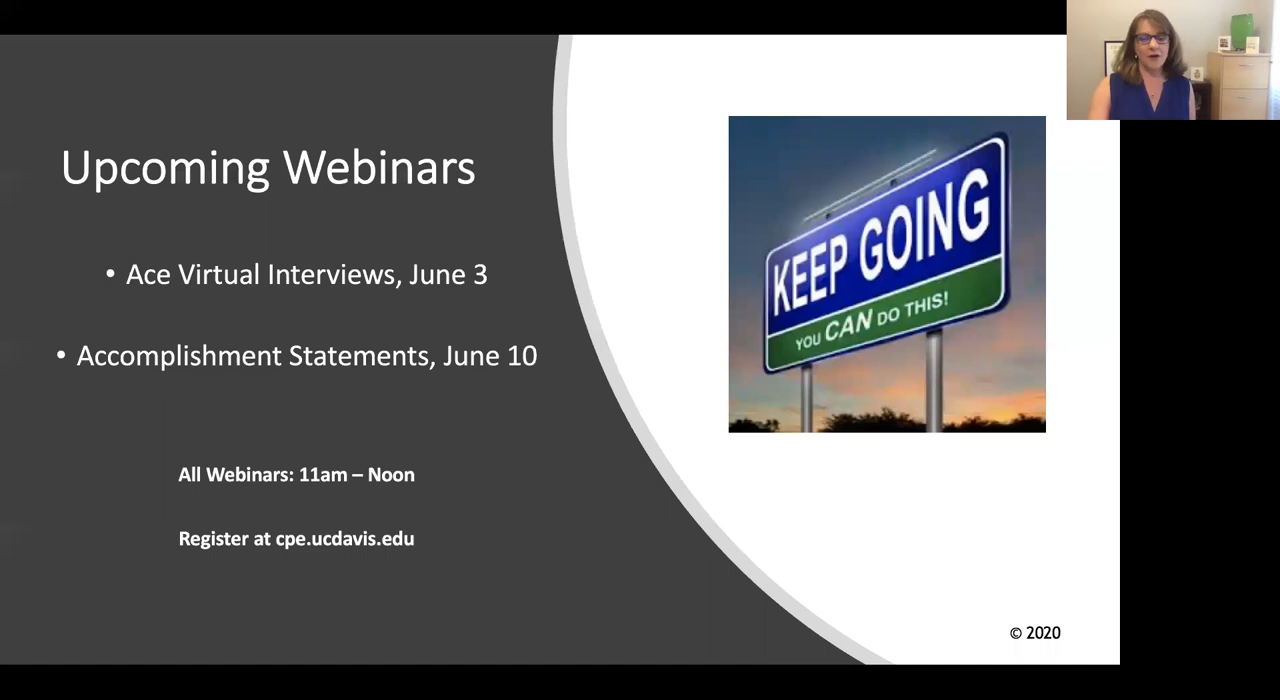 Upcoming Webinars
• Ace Virtual Interviews, June 3
• Accomplishment Statements, June 10
All Webinars: 11am – Noon
Register at cpe.ucdavis.edu
KEEP GOING
YOU CAN DO THIS!
© 2020